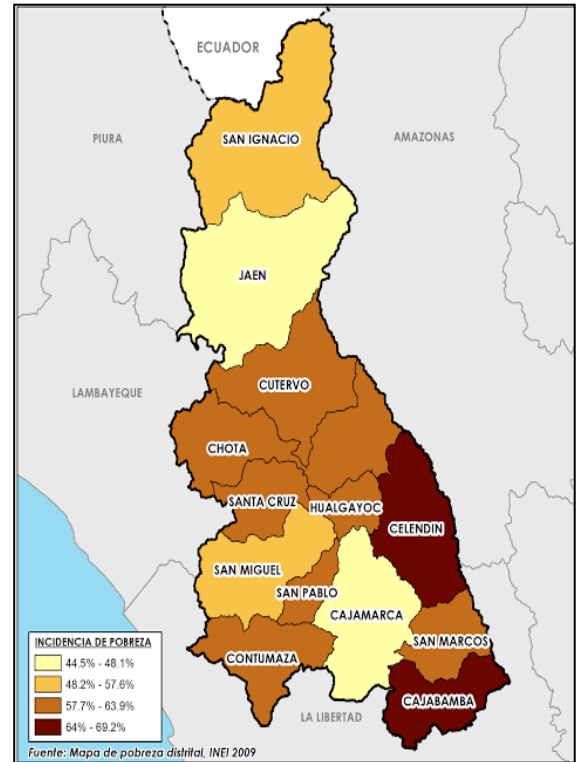 ECUADOR
PIURA
SAN IGNACIO
AMAZONAS
JAEN
LAMBAYEQUE
CUTERVO
CHOTA
SANTA CRUZ
HUALGAYOC
CELENDIN
SAN MIGUEL
SAN PABLO
CAJAMARCA
SAN MARCOS
CONTUMAZA
CAJABAMBA
LA LIBERTAD
INCIDENCIA DE POBREZA
44.5% - 48.1%
48.2% - 57.6%
57.7% - 63.9%
64% - 69.2%
Fuente: Mapa de pobreza distrital, INEI 2009